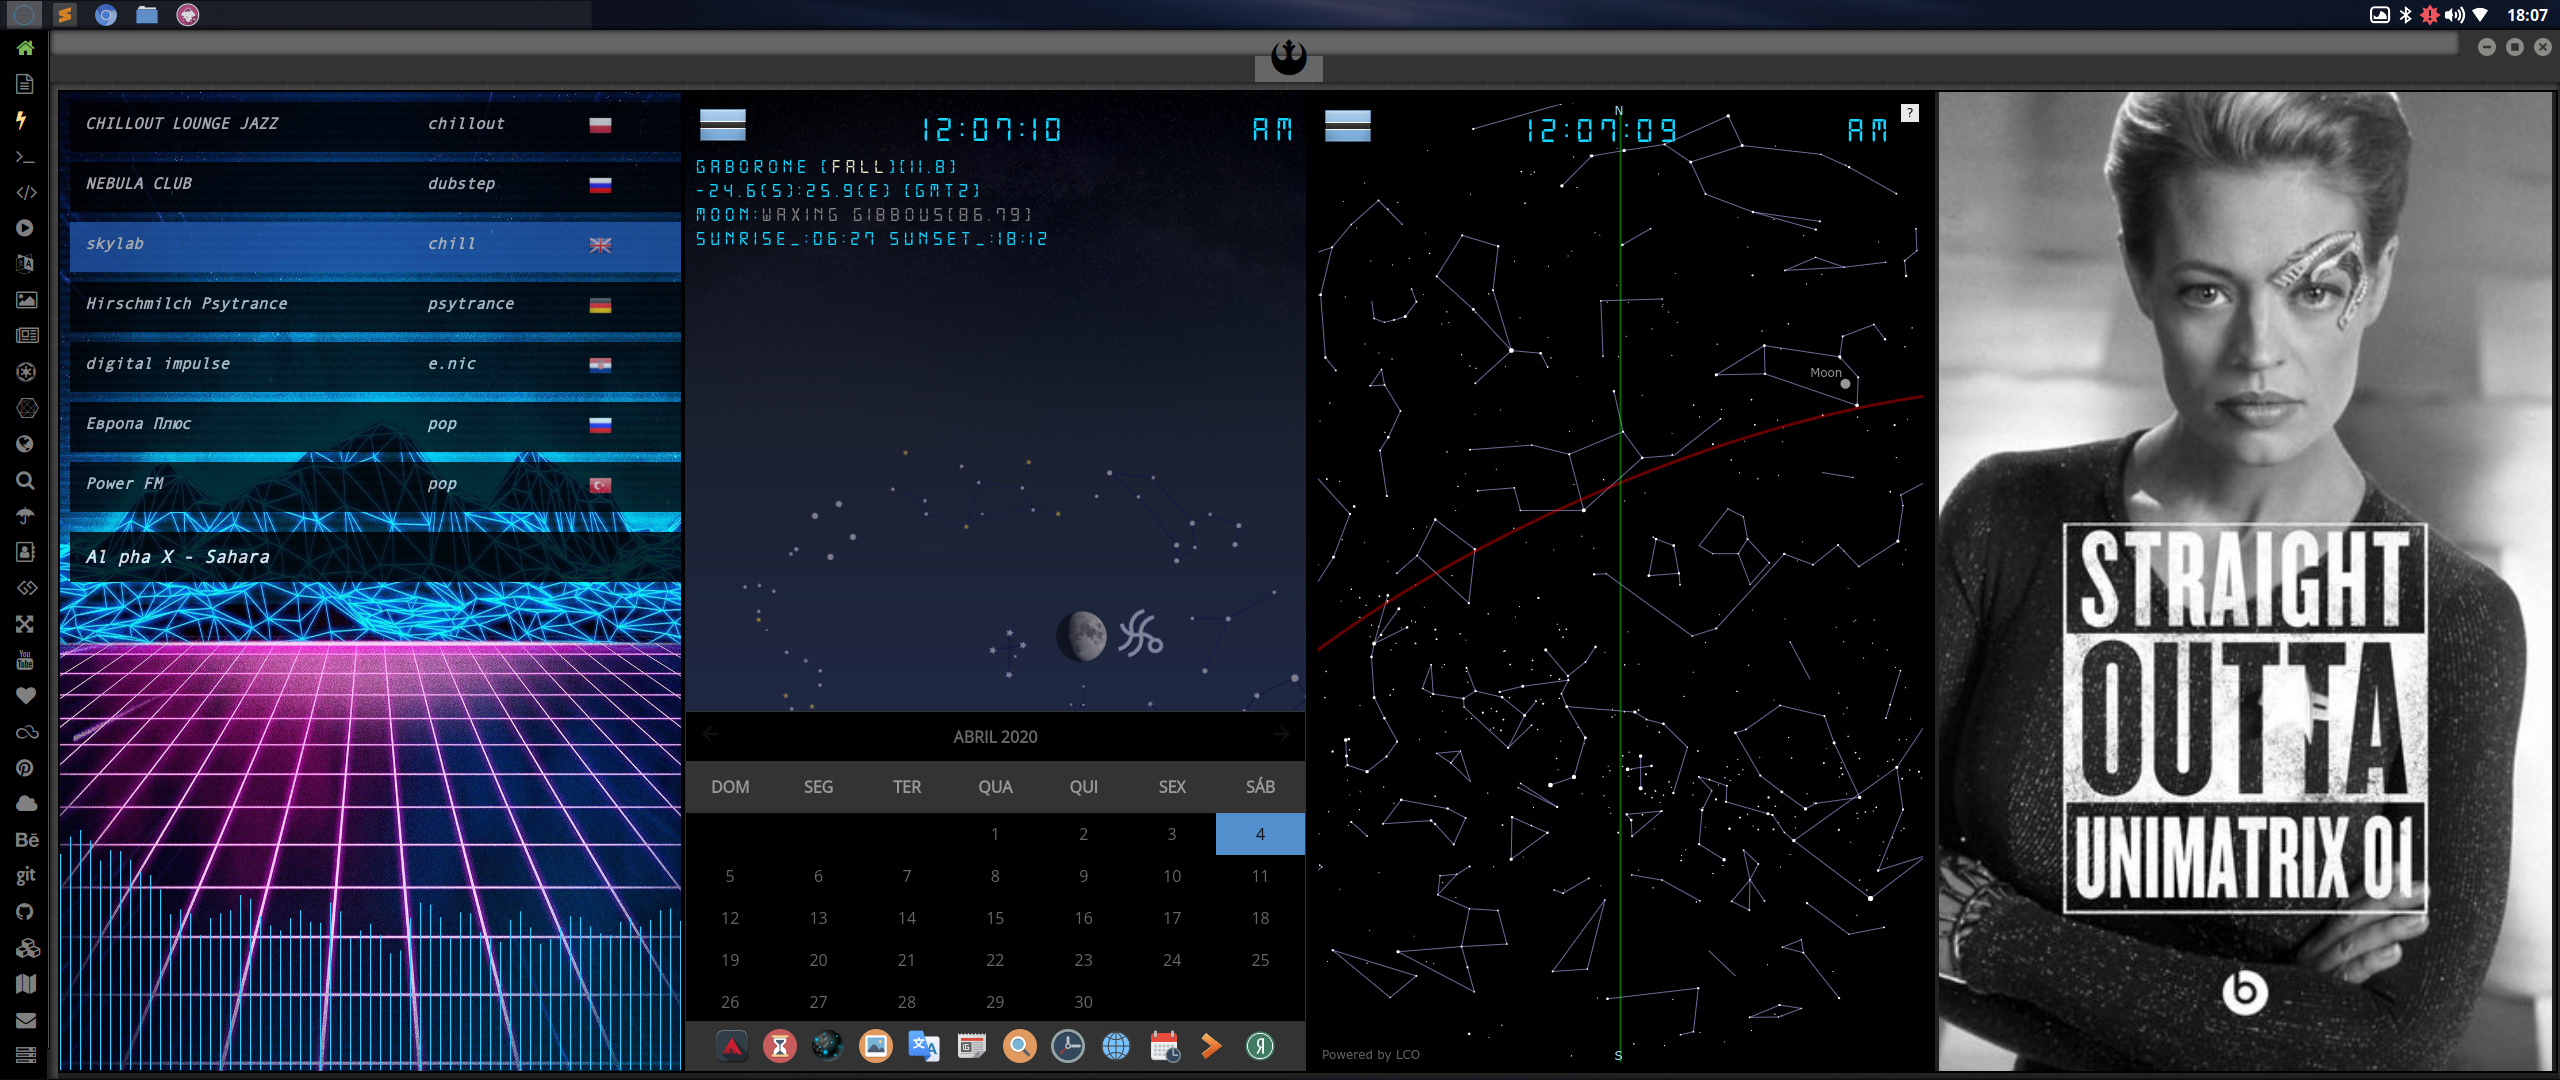 18:07
CHILLOUT LOUNGE JAZZ chillout
NEBULA CLUB dubstep
skylab chill
Hirschmilch Psytrance psytrance
digital impulse e.nic
Европа Плюс pop
Power FM pop
Al pha X - Sahara
You
Tube
Bē
git
12:07:10 AM
GABORONE [FALL][11.8]
-24.6(S):25.9(E) [GMT2]
MOON:WAXING GIBBOUS[86.79]
SUNRISE_:06:27 SUNSET_:18:12
ABRIL 2020
DOM SEG TER QUA QUI SEX SÁB
1 2 3 4
5 6 7 8 9 10 11
12 13 14 15 16 17 18
19 20 21 22 23 24 25
26 27 28 29 30
N
12:07:09 AM
?
Moon
Powered by LCO
S
STRAIGHT
OUTTA
UNIMATRIX 01
b